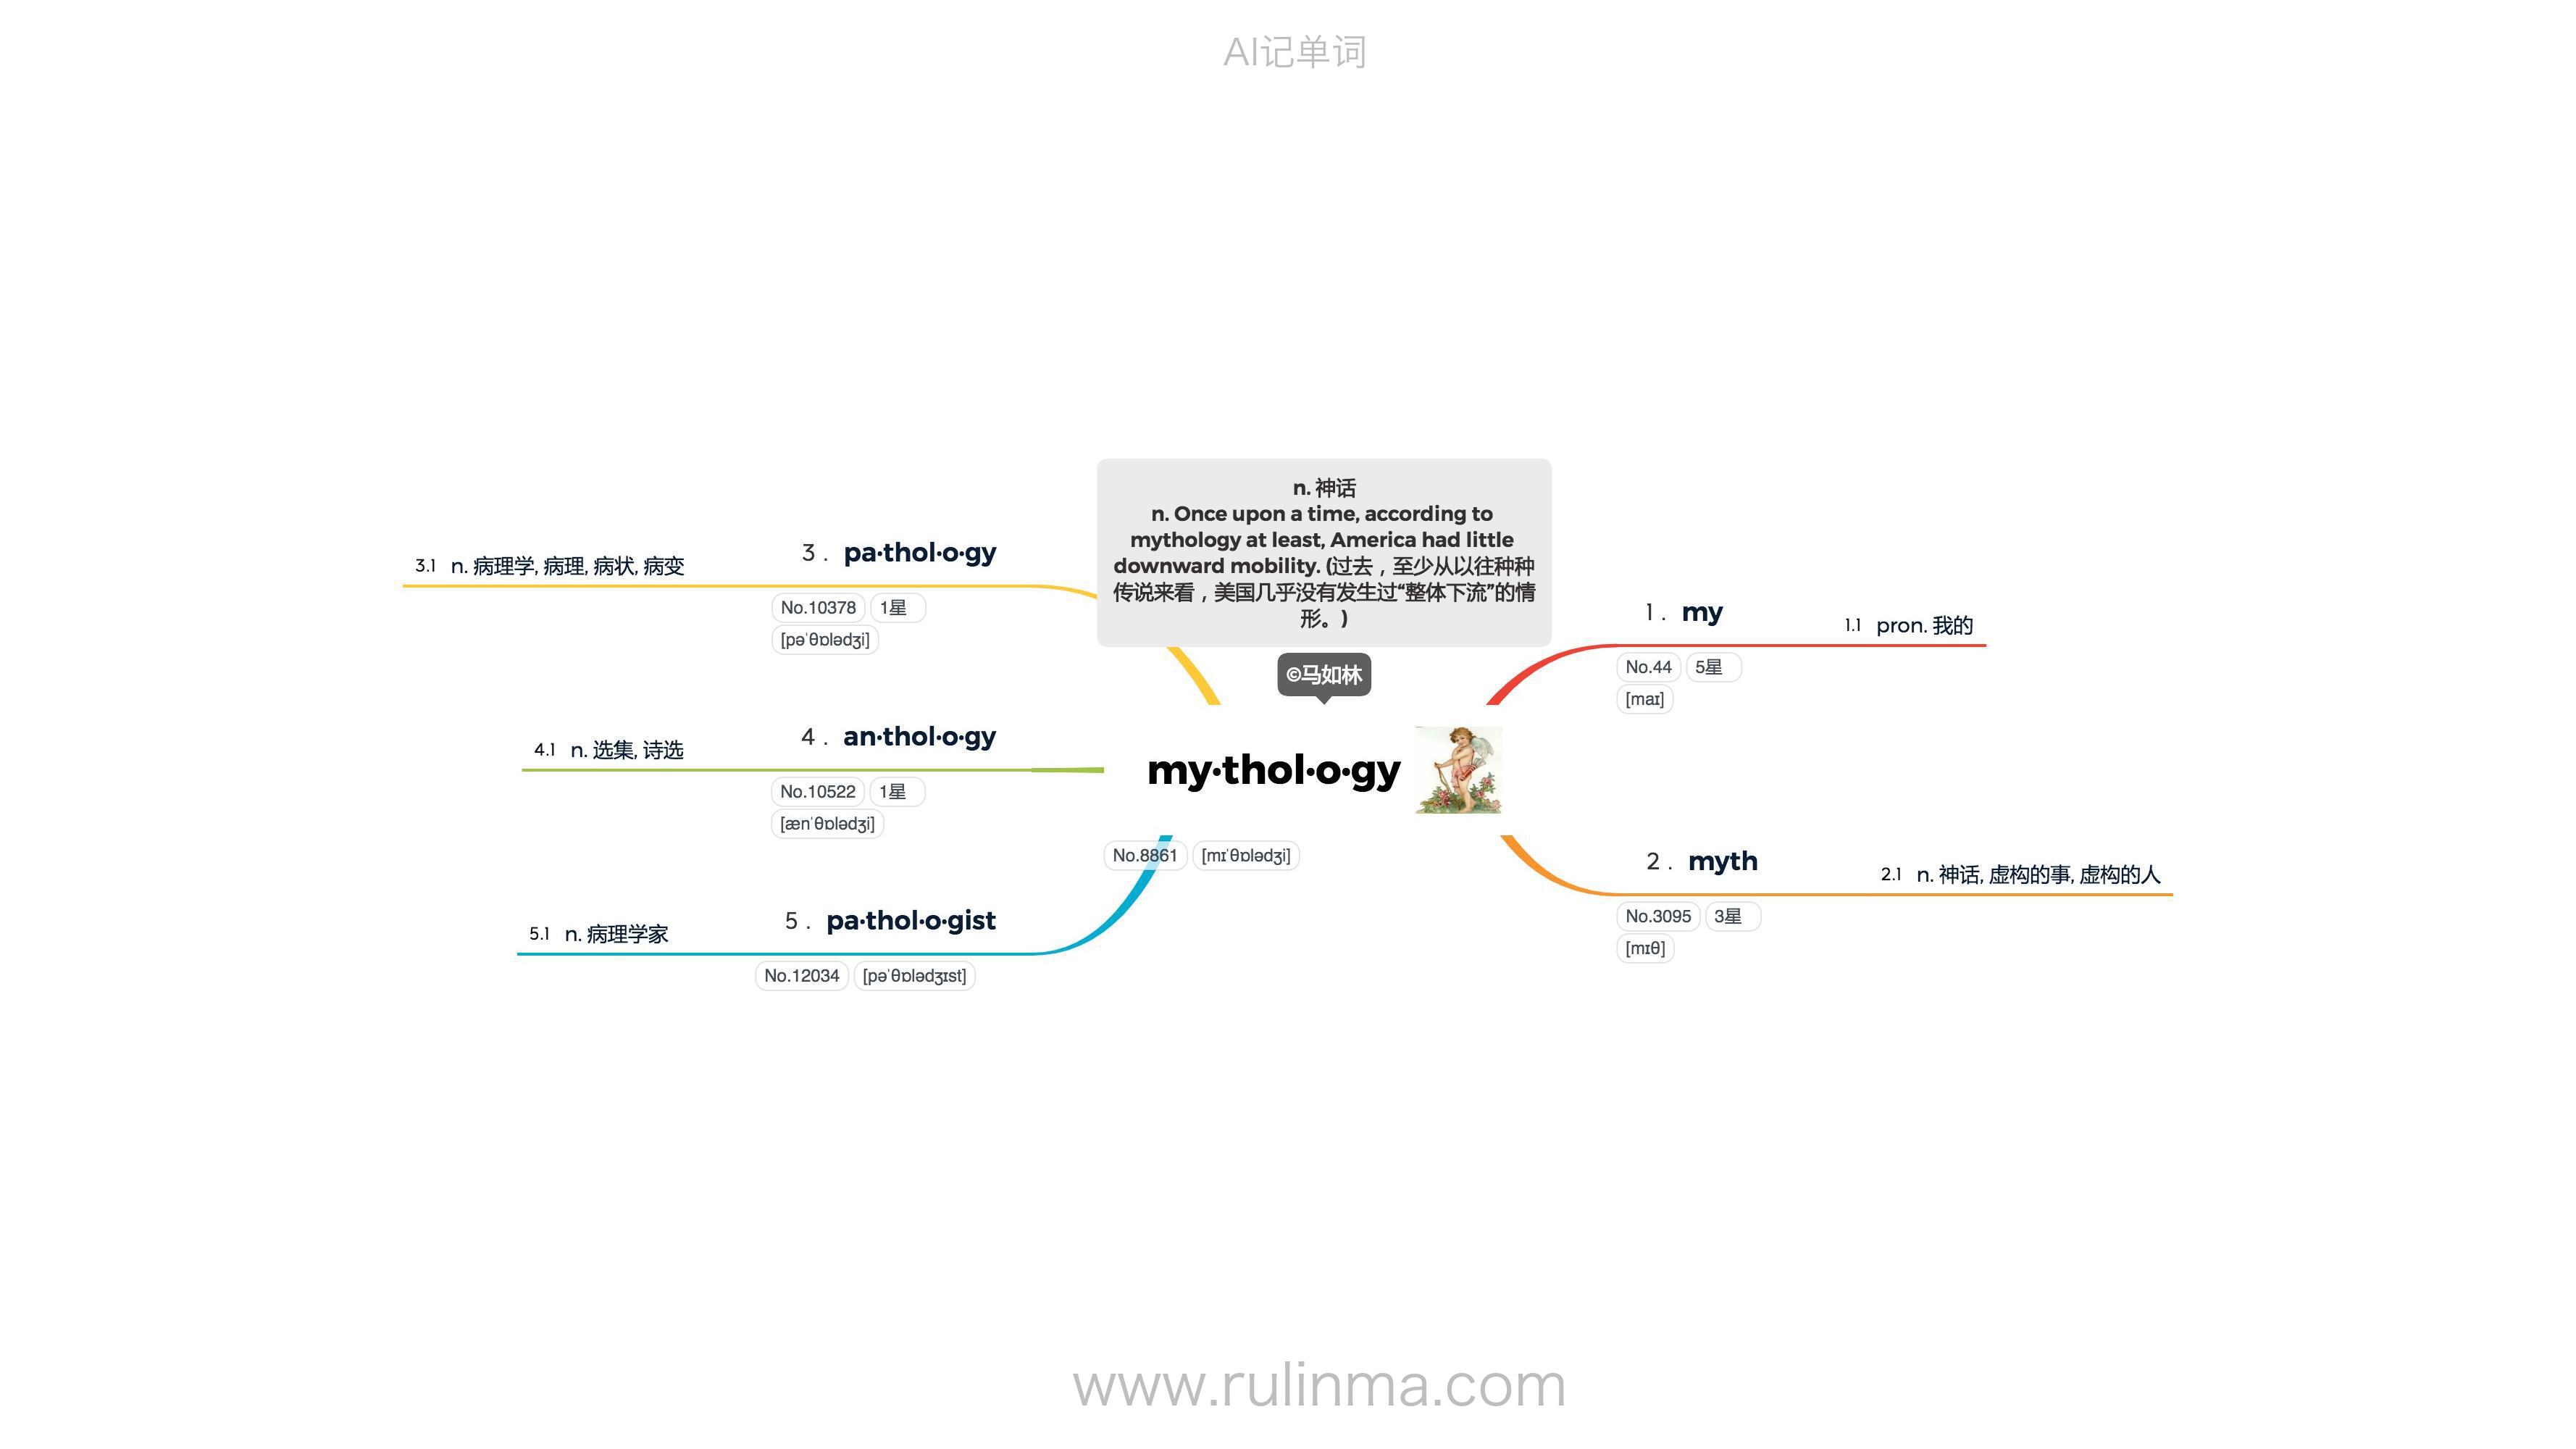 AI记单词
n. 神话
n. Once upon a time, according to
mythology at least, America had little
downward mobility. (过去，至少从以往种种
传说来看，美国几乎没有发生过“整体下流”的情
形。)
©马如林
my·thol·o·gy
No.8861 [mɪˈθɒlədʒi]
1 . my
1.1 pron. 我的
No.44 5星
[maɪ]
2 . myth
2.1 n. 神话, 虚构的事, 虚构的人
No.3095 3星
[mɪθ]
3 . pa·thol·o·gy
3.1 n. 病理学, 病理, 病状, 病变
No.10378 1星
[pəˈθɒlədʒi]
4 . an·thol·o·gy
4.1 n. 选集, 诗选
No.10522 1星
[ænˈθɒlədʒi]
5 . pa·thol·o·gist
5.1 n. 病理学家
No.12034 [pəˈθɒlədʒɪst]
www.rulinma.com